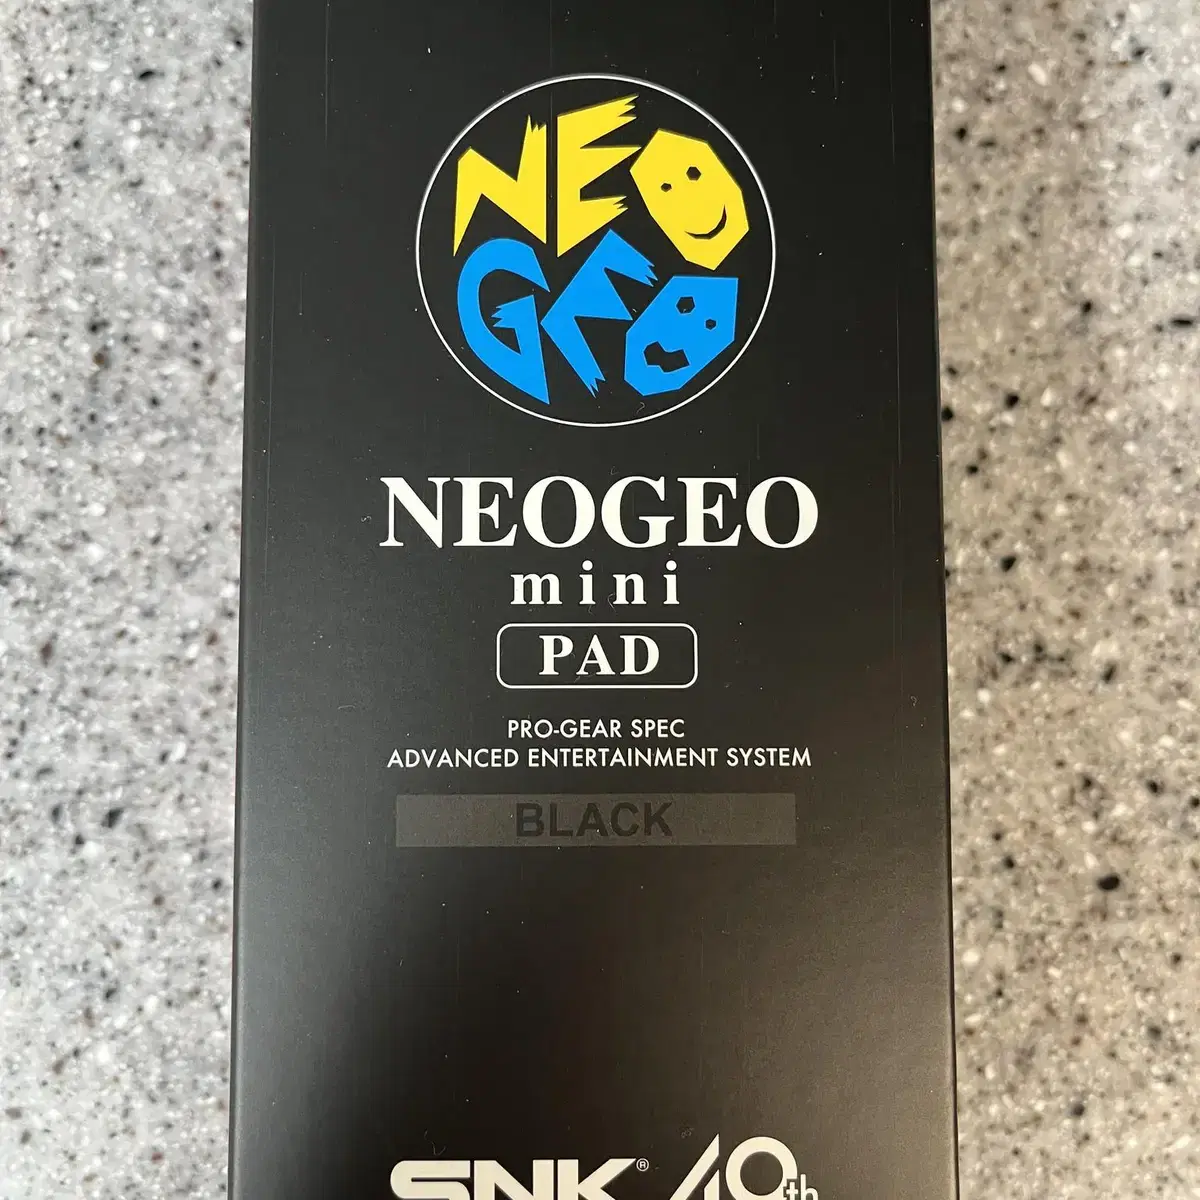 NEO
GEO
NEOGEO
mini
PAD
PRO-GEAR SPEC
ADVANCED ENTERTAINMENT SYSTEM
BLACK
SNK® 40th